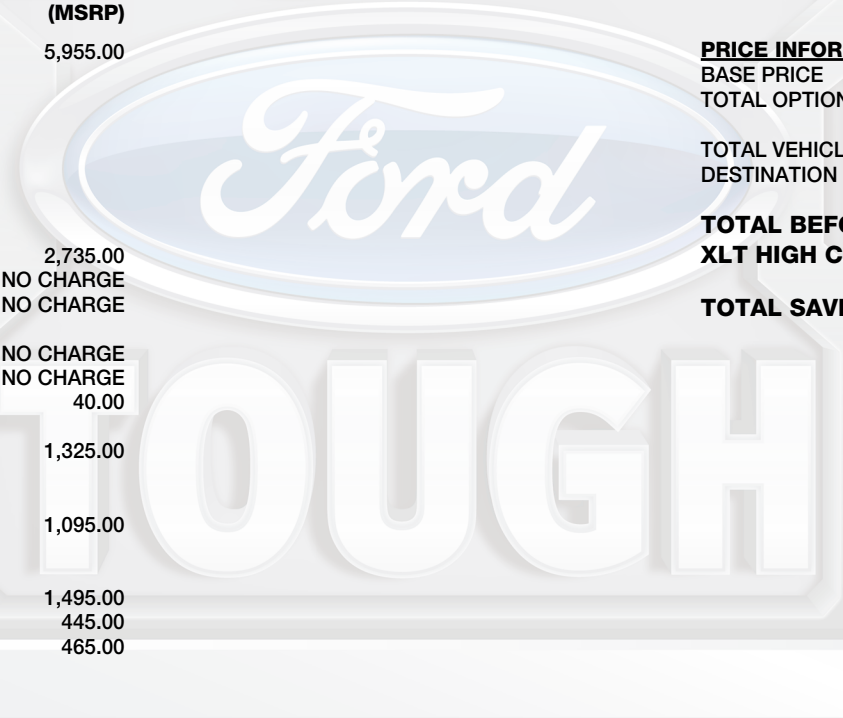 (MSRP)
5,955.00
2,735.00
NO CHARGE
NO CHARGE
NO CHARGE
NO CHARGE
40.00
1,325.00
1,095.00
1,495.00
445.00
465.00
PRICE INFOR
BASE PRICE
TOTAL OPTION
TOTAL VEHICL
DESTINATION
TOTAL BEFO
XLT HIGH C
TOTAL SAVI
Ford
TOUGH